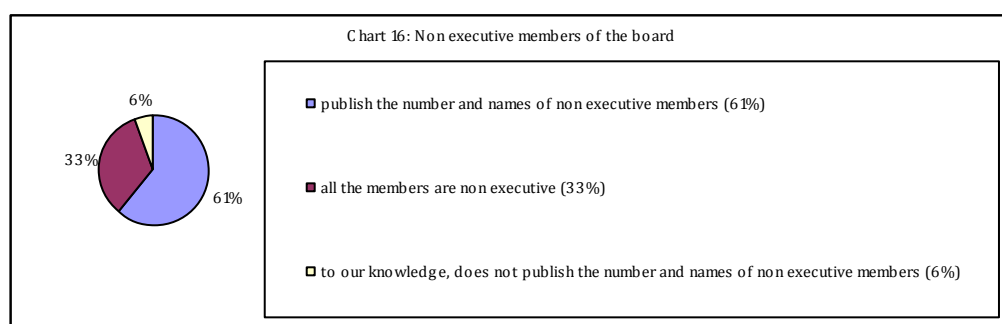 Chart 16: Non executive members of the board
6%
33%
61%
publish the number and names of non executive members (61%)
all the members are non executive (33%)
to our knowledge, does not publish the number and names of non executive members (6%)